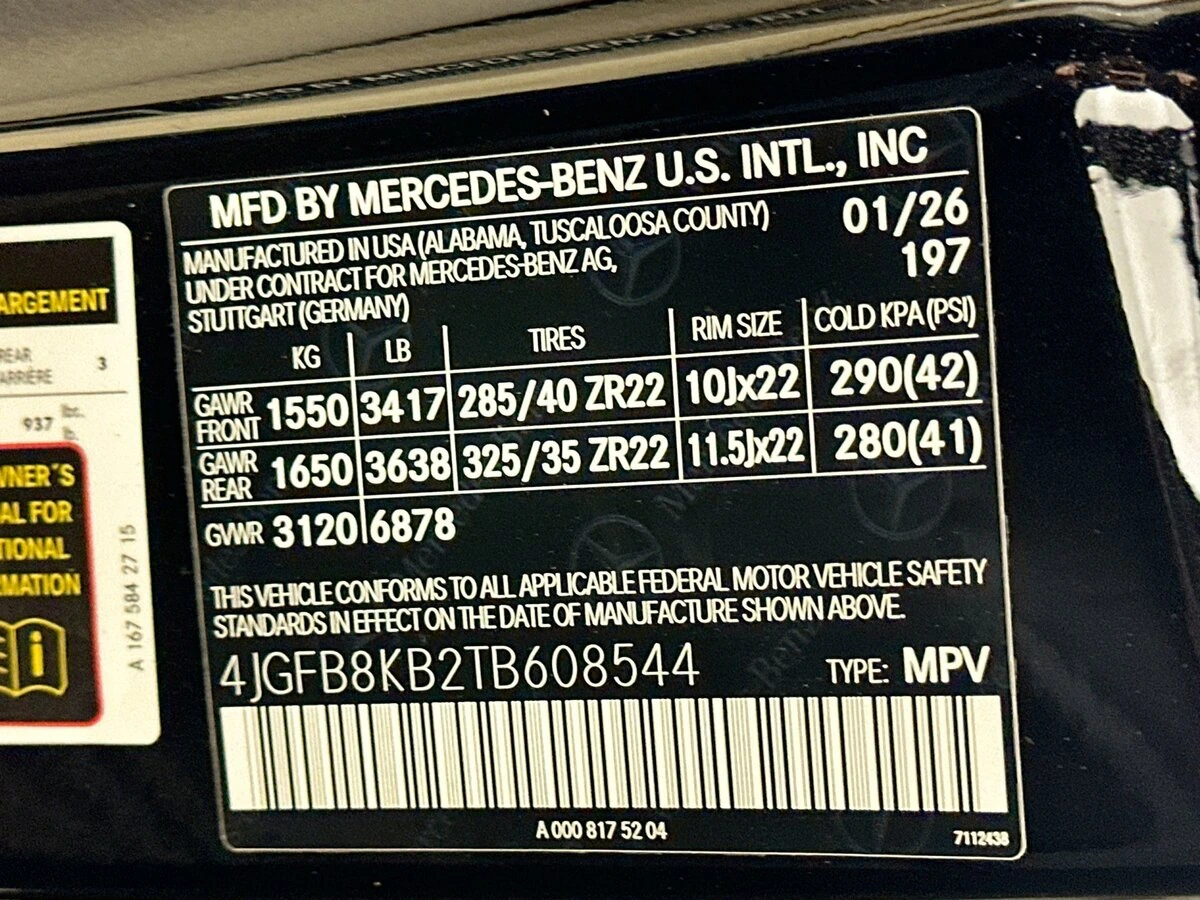 MFD BY MERCEDES-BENZ U.S. INTL., INC
MANUFACTURED IN USA (ALABAMA, TUSCALOOSA COUNTY) 01/26
UNDER CONTRACT FOR MERCEDES-BENZ AG, 197
STUTTGART (GERMANY)
KG LB TIRES RIM SIZE COLD KPA (PSI)
GAWR FRONT 1550 3417 285/40 ZR22 10Jx22 290(42)
GAWR REAR 1650 3638 325/35 ZR22 11.5Jx22 280(41)
GVWR 3120 6878
THIS VEHICLE CONFORMS TO ALL APPLICABLE FEDERAL MOTOR VEHICLE SAFETY
STANDARDS IN EFFECT ON THE DATE OF MANUFACTURE SHOWN ABOVE.
4JGFB8KB2TB608544 TYPE: MPV
A 000 817 52 04
7112438
ARGEMENT
REAR 3
ARRIÈRE
937 lbs.
lb.
WNER'S
AL FOR
TIONAL
RMATION
A 167 584 27 15